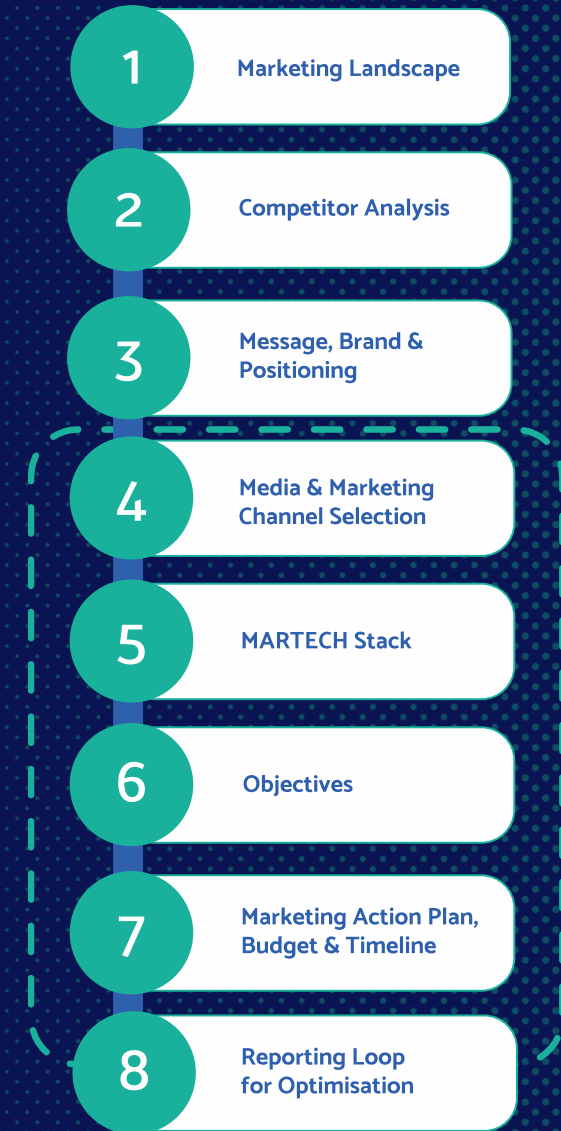 1
Marketing Landscape
2
Competitor Analysis
3
Message, Brand &
Positioning
4
Media & Marketing
Channel Selection
5
MARTECH Stack
6
Objectives
7
Marketing Action Plan,
Budget & Timeline
8
Reporting Loop
for Optimisation